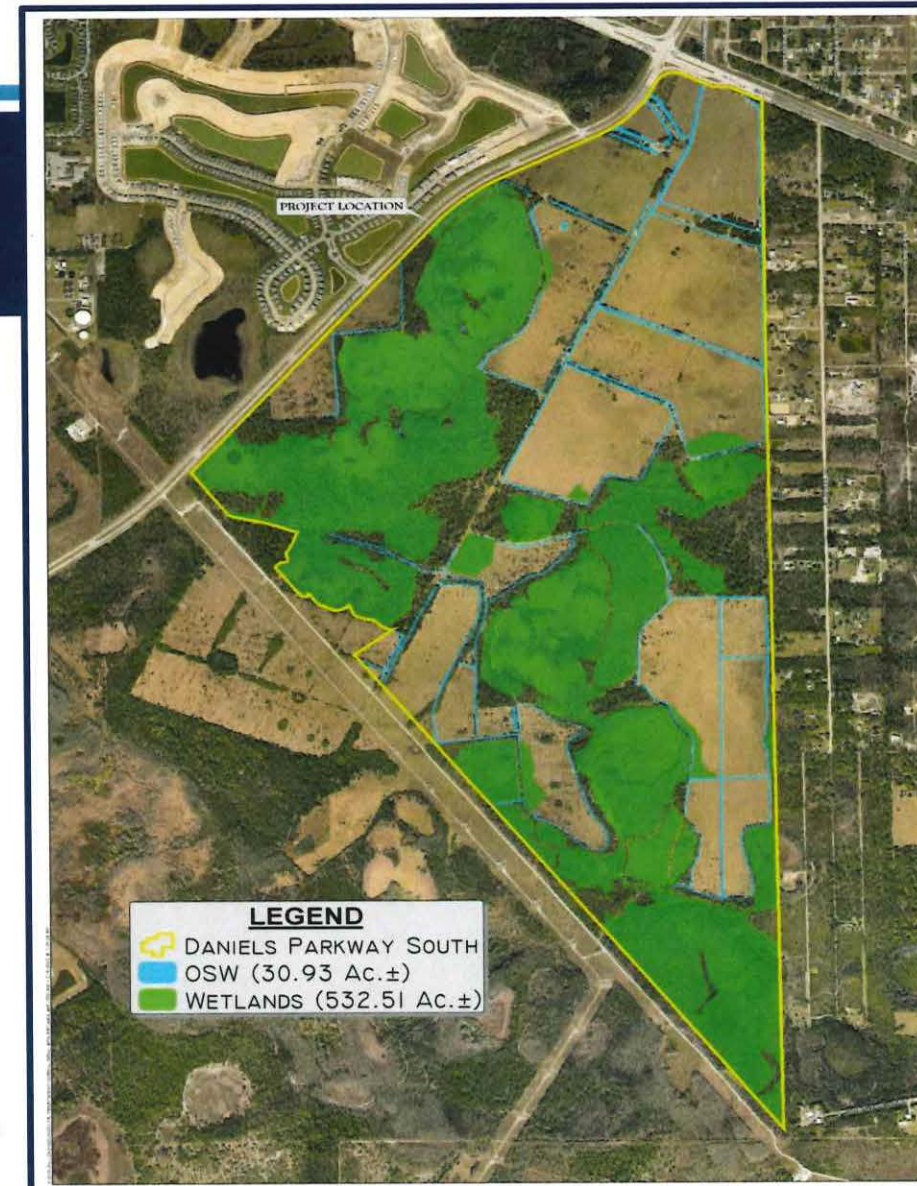 PROJECT LOCATION
LEGEND
DANIELS PARKWAY SOUTH
OSW (30.93 Ac.±)
WETLANDS (532.51 Ac.±)